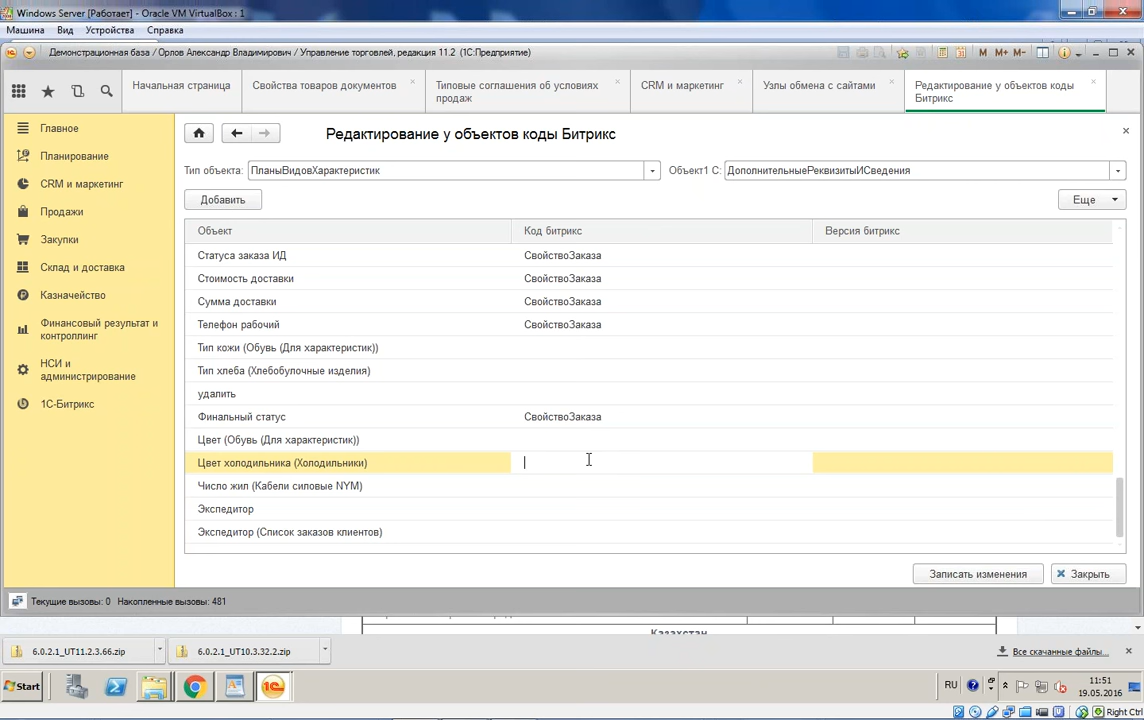 Windows Server [Работает] - Oracle VM VirtualBox : 1
Машина Вид Устройства Справка
Демонстрационная база / Орлов Александр Владимирович / Управление торговлей, редакция 11.2 (1С:Предприятие)
M M+ M-
Начальная страница
Свойства товаров документов
Типовые соглашения об условиях
продаж
CRM и маркетинг
Узлы обмена с сайтами
Редактирование у объектов коды
Битрикс
Главное
Планирование
CRM и маркетинг
Продажи
Закупки
Склад и доставка
Казначейство
Финансовый результат и
контроллинг
НСИ и
администрирование
1С-Битрикс
Редактирование у объектов коды Битрикс
Тип объекта: ПланыВидовХарактеристик Объект1 С: ДополнительныеРеквизитыИСведения
Добавить Еще
Объект Код битрикс Версия битрикс
Статуса заказа ИД СвойствоЗаказа
Стоимость доставки СвойствоЗаказа
Сумма доставки СвойствоЗаказа
Телефон рабочий СвойствоЗаказа
Тип кожи (Обувь (Для характеристик))
Тип хлеба (Хлебобулочные изделия)
удалить
Финальный статус СвойствоЗаказа
Цвет (Обувь (Для характеристик))
Цвет холодильника (Холодильники)
Число жил (Кабели силовые NYM)
Экспедитор
Экспедитор (Список заказов клиентов)
Записать изменения Закрыть
Текущие вызовы: 0 Накопленные вызовы: 481
Казахстан
6.0.2.1_UT11.2.3.66.zip 6.0.2.1_UT10.3.32.2.zip Все скачанные файлы...
Start RU 11:51
19.05.2016
Right Ctrl